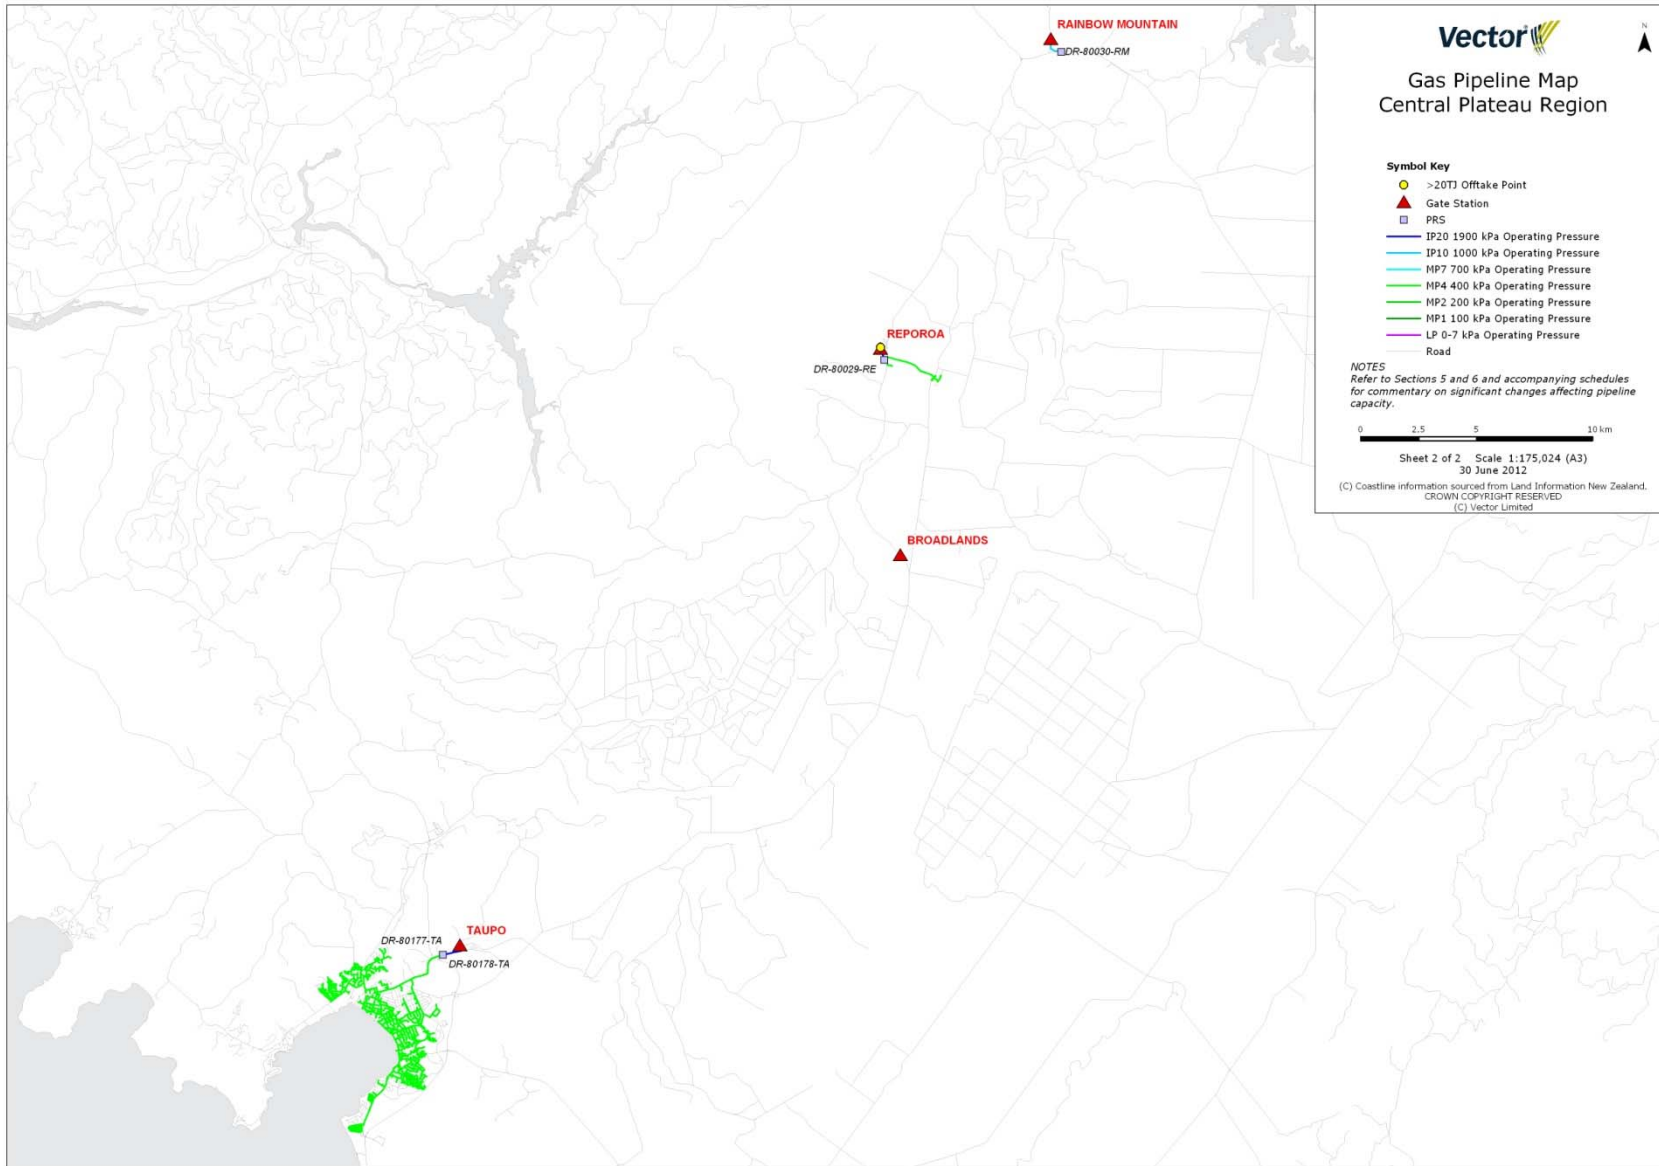 RAINBOW MOUNTAIN
DR-80030-RM
REPOROA
DR-80029-RE
BROADLANDS
TAUPO
DR-80177-TA
DR-80178-TA
Vector
N
Gas Pipeline Map
Central Plateau Region
Symbol Key
>20TJ Offtake Point
Gate Station
PRS
IP20 1900 kPa Operating Pressure
IP10 1000 kPa Operating Pressure
MP7 700 kPa Operating Pressure
MP4 400 kPa Operating Pressure
MP2 200 kPa Operating Pressure
MP1 100 kPa Operating Pressure
LP 0-7 kPa Operating Pressure
Road
NOTES
Refer to Sections 5 and 6 and accompanying schedules
for commentary on significant changes affecting pipeline
capacity.
0 2.5 5 10 km
Sheet 2 of 2 Scale 1:175,024 (A3)
30 June 2012
(C) Coastline information sourced from Land Information New Zealand.
CROWN COPYRIGHT RESERVED
(C) Vector Limited